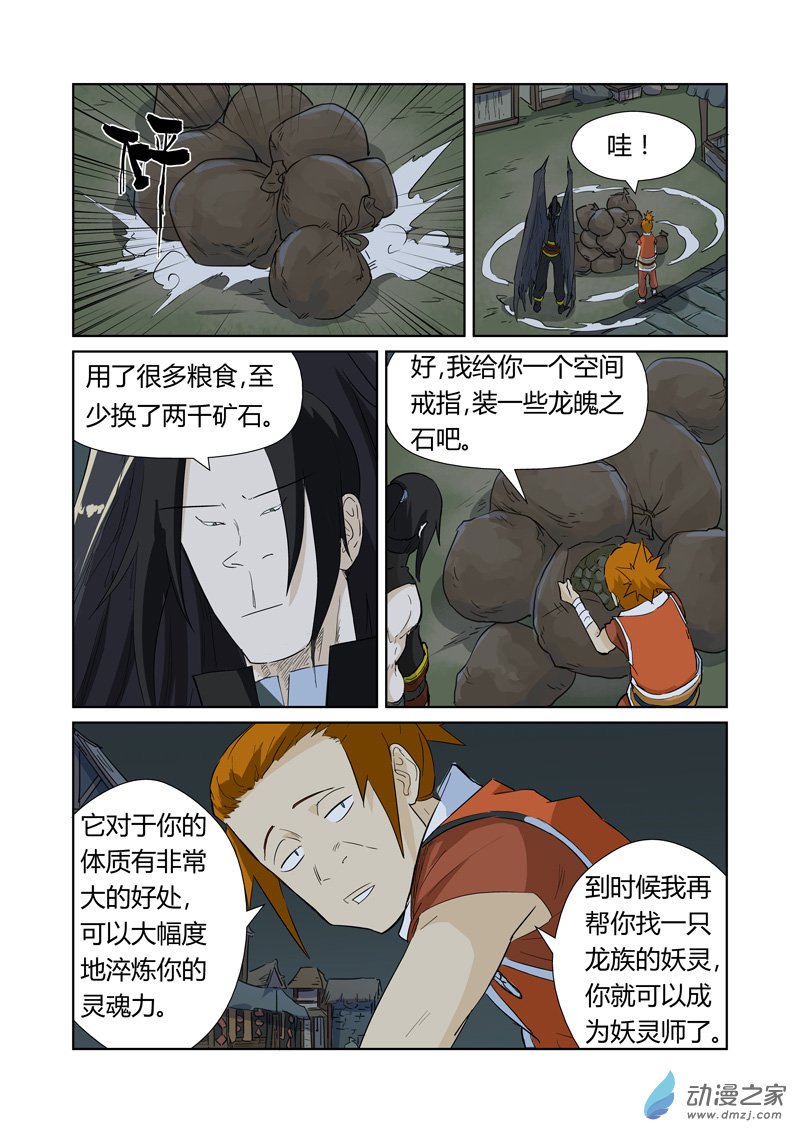 砰
哇！
用了很多粮食，至
少换了两千矿石。
好，我给你一个空间
戒指，装一些龙魄之
石吧。
它对于你的
体质有非常
大的好处，
可以大幅度
地淬炼你的
灵魂力。
到时候我再
帮你找一只
龙族的妖灵，
你就可以成
为妖灵师了。
动漫之家
www.dmzj.com